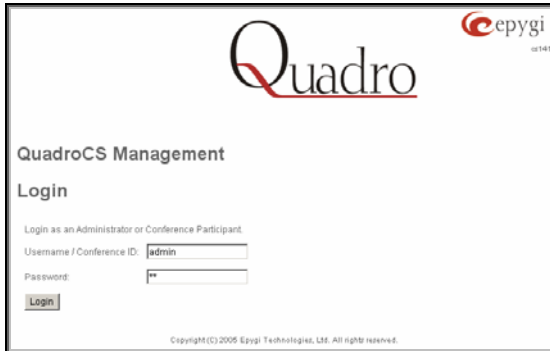 epygi
Quadro
QuadroCS Management
Login
Login as an Administrator or Conference Participant.
Username / Conference ID: admin
Password: **
Login
Copyright (C) 2005 Epygi Technologies, Ltd. All rights reserved.